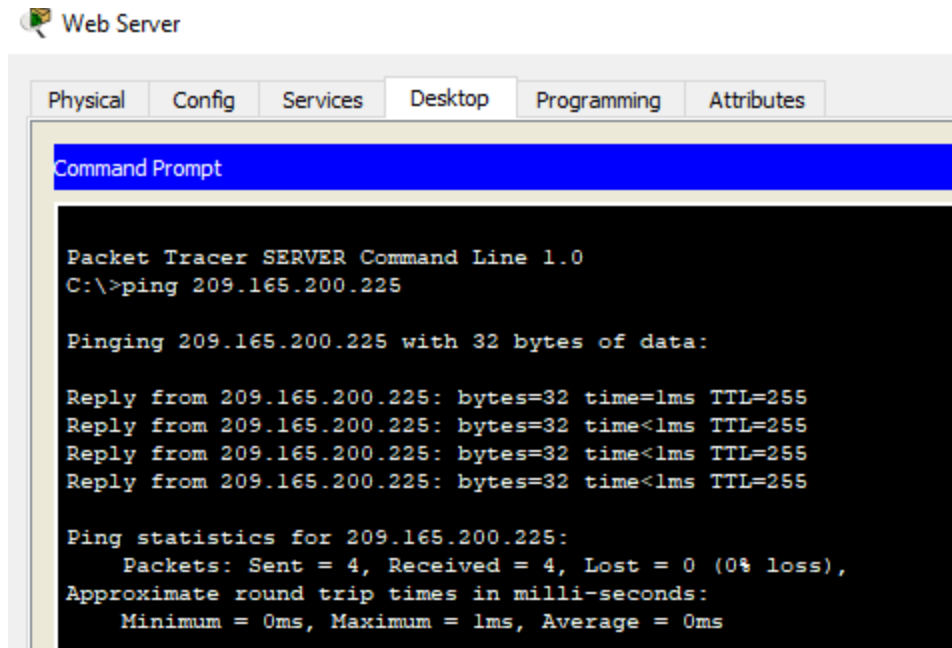 Web Server
Physical Config Services Desktop Programming Attributes
Command Prompt
Packet Tracer SERVER Command Line 1.0
C:\>ping 209.165.200.225
Pinging 209.165.200.225 with 32 bytes of data:
Reply from 209.165.200.225: bytes=32 time=1ms TTL=255
Reply from 209.165.200.225: bytes=32 time<1ms TTL=255
Reply from 209.165.200.225: bytes=32 time<1ms TTL=255
Reply from 209.165.200.225: bytes=32 time<1ms TTL=255
Ping statistics for 209.165.200.225:
Packets: Sent = 4, Received = 4, Lost = 0 (0% loss),
Approximate round trip times in milli-seconds:
Minimum = 0ms, Maximum = 1ms, Average = 0ms